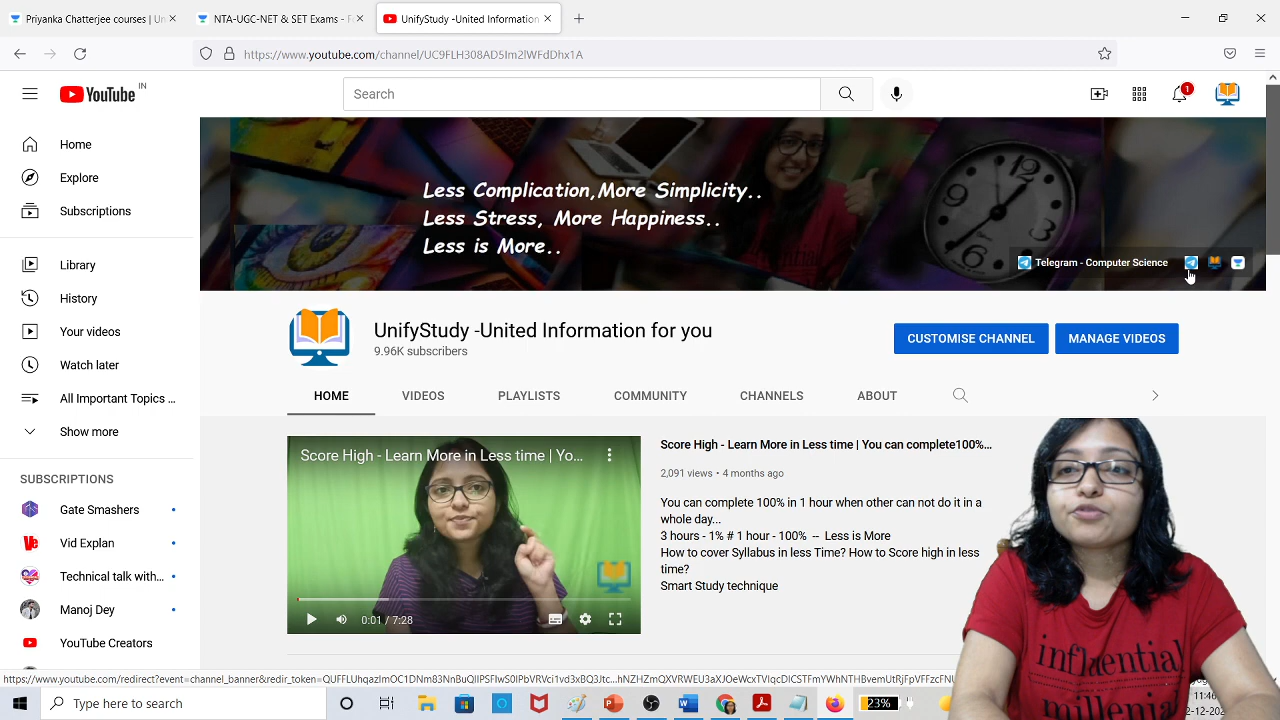 Priyanka Chatterjee courses | Un
NTA-UGC-NET & SET Exams -
UnifyStudy -United Information
https://www.youtube.com/channel/UC9FLH308AD5Im2lWFdDhx1A
YouTube
IN
Search
1
Home
Explore
Subscriptions
Library
History
Your videos
Watch later
All Important Topics ...
Show more
SUBSCRIPTIONS
Gate Smashers
Vid Explan
Technical talk with...
Manoj Dey
YouTube Creators
Less Complication,More Simplicity..
Less Stress, More Happiness..
Less is More..
Telegram - Computer Science
UnifyStudy -United Information for you
9.96K subscribers
CUSTOMISE CHANNEL
MANAGE VIDEOS
HOME
VIDEOS
PLAYLISTS
COMMUNITY
CHANNELS
ABOUT
Score High - Learn More in Less time | Yo...
0:01 / 7:28
Score High - Learn More in Less time | You can complete100%...
2,091 views • 4 months ago
You can complete 100% in 1 hour when other can not do it in a
whole day...
3 hours - 1% # 1 hour - 100% -- Less is More
How to cover Syllabus in less Time? How to Score high in less
time?
Smart Study technique
influential
millenial
Type here to search
23%
11:46